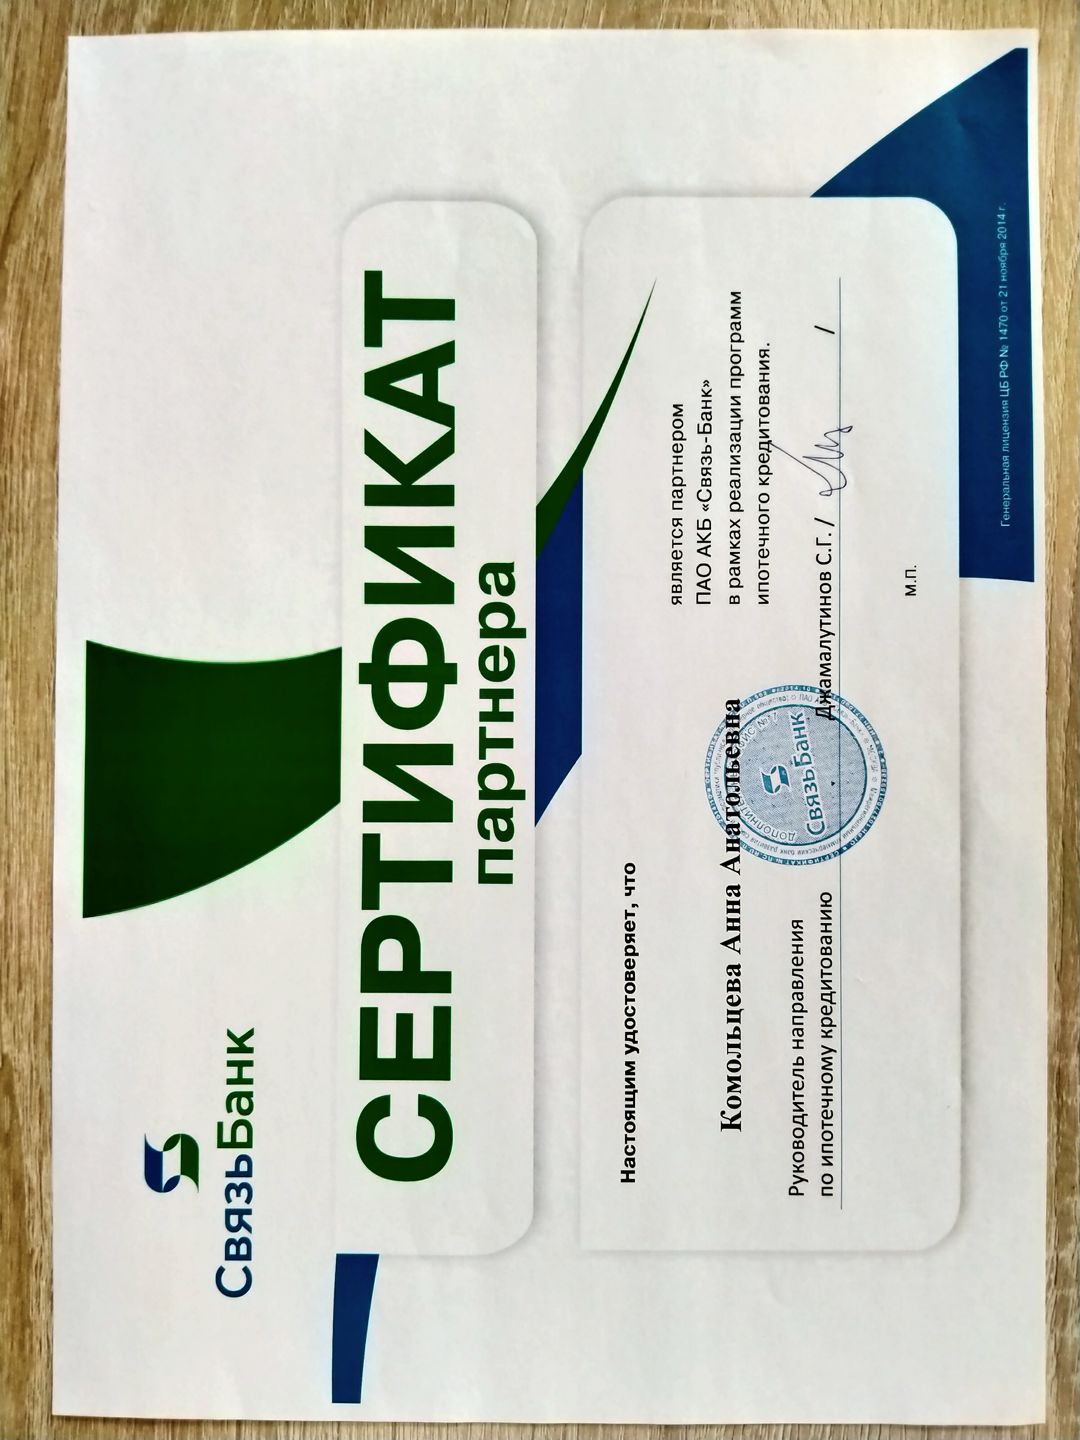 СвязьБанк
СЕРТИФИКАТ
партнера
Настоящим удостоверяет, что
является партнером
ПАО АКБ «Связь-Банк»
в рамках реализации программ
ипотечного кредитования.
Комольцева Анна Анатольевна
Руководитель направления
по ипотечному кредитованию
Джамалутинов С.Г. / /
СвязьБанк
м.п.
Генеральная лицензия ЦБ РФ № 1470 от 21 ноября 2014 г.